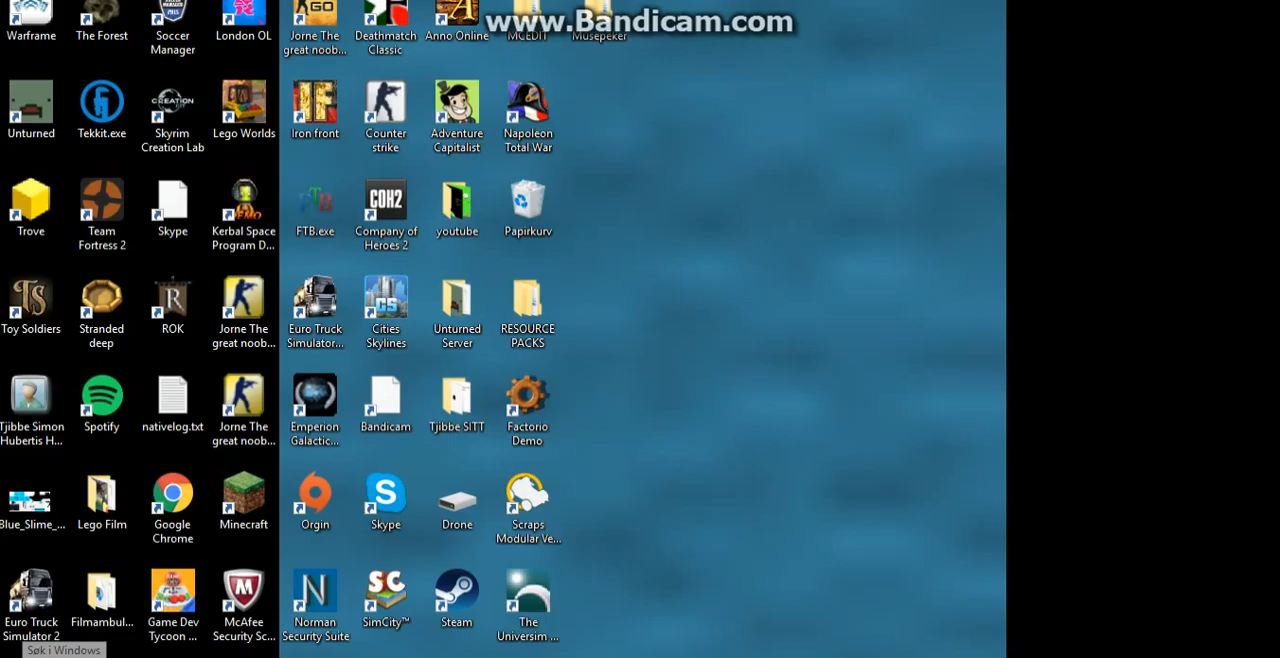 www.Bandicam.com
Warframe
The Forest
Soccer
Manager
London OL
Jorne The
great noob...
Deathmatch
Classic
Anno Online
MCEDIT
Musepeker
Unturned
Tekkit.exe
CREATION
Skyrim
Creation Lab
Lego Worlds
Iron front
Counter
strike
Adventure
Capitalist
Napoleon
Total War
Trove
Team
Fortress 2
Skype
Kerbal Space
Program D...
FTB.exe
COH2
Company of
Heroes 2
youtube
Papirkurv
Toy Soldiers
Stranded
deep
ROK
Jorne The
great noob...
Euro Truck
Simulator...
Cities
Skylines
Unturned
Server
RESOURCE
PACKS
Tjibbe Simon
Hubertis H...
Spotify
nativelog.txt
Jorne The
great noob...
Emperion
Galactic...
Bandicam
Tjibbe SITT
Factorio
Demo
Blue_Slime_...
Lego Film
Google
Chrome
Minecraft
Orgin
Skype
Drone
Scraps
Modular Ve...
Euro Truck
Simulator 2
Filmambul...
Game Dev
Tycoon ...
McAfee
Security Sc...
Norman
Security Suite
SC
SimCity™
Steam
The
Universim ...
Søk i Windows